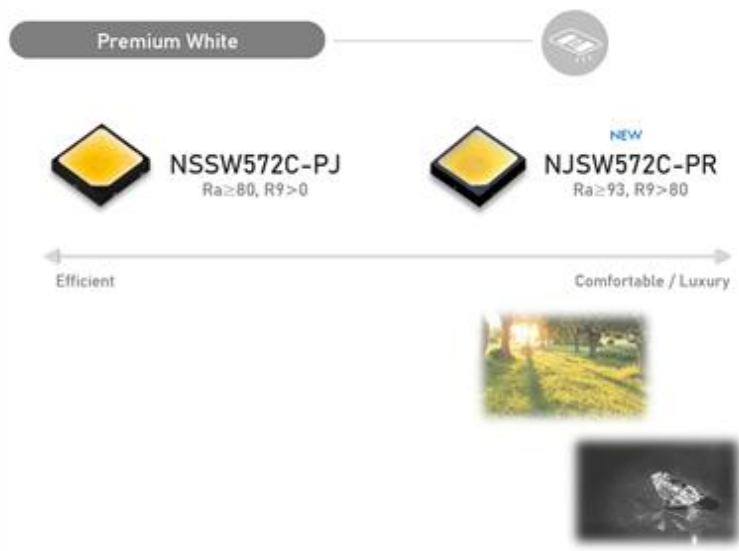 Premium White
NSSW572C-PJ
Ra≥80, R9>0
NEW
NJSW572C-PR
Ra≥93, R9>80
Efficient
Comfortable / Luxury